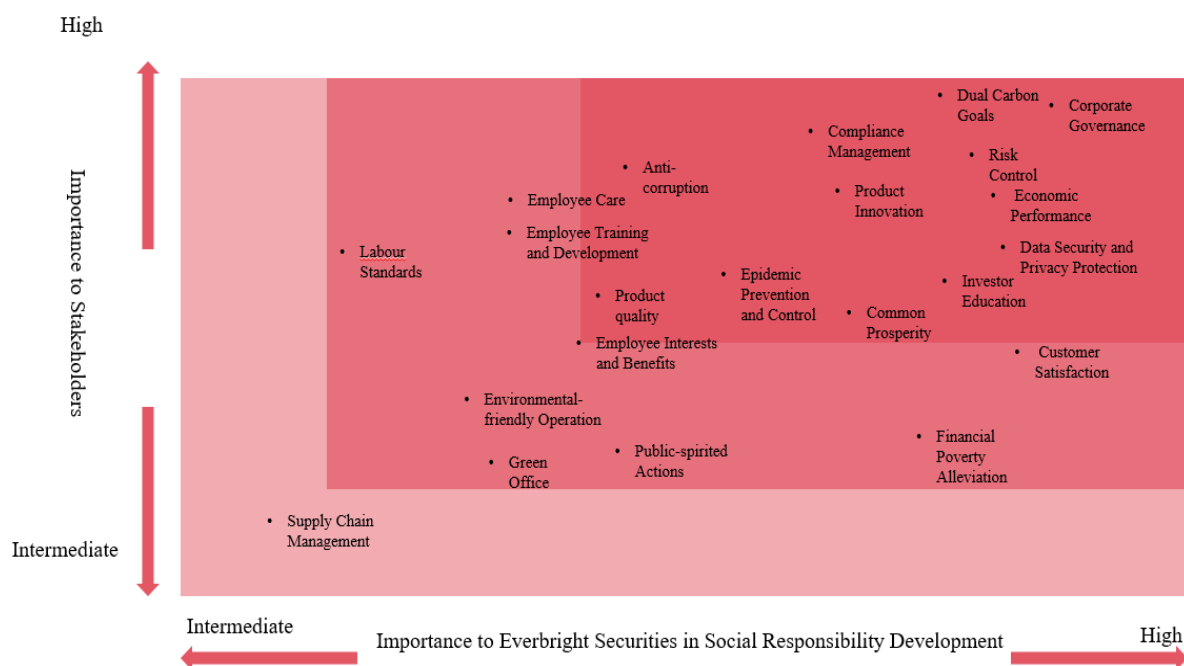 High
• Dual Carbon
Goals
• Corporate
Governance
• Compliance
Management
• Risk
Control
• Anti-
corruption
• Product
Innovation
• Economic
Performance
• Employee Care
• Employee Training
and Development
• Labour
Standards
• Data Security and
Privacy Protection
• Epidemic
Prevention
and Control
• Investor
Education
• Product
quality
• Common
Prosperity
• Employee Interests
and Benefits
• Customer
Satisfaction
Importance to Stakeholders
• Environmental-
friendly Operation
• Financial
Poverty
Alleviation
• Public-spirited
Actions
• Green
Office
• Supply Chain
Management
Intermediate
Intermediate
Importance to Everbright Securities in Social Responsibility Development
High